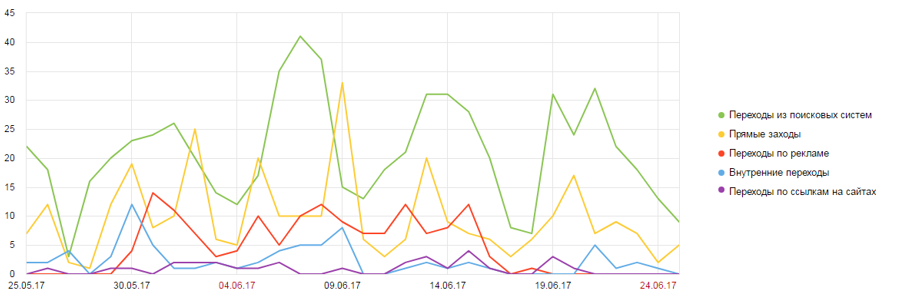 45
40
35
30
25
20
15
10
5
0
25.05.17 30.05.17 04.06.17 09.06.17 14.06.17 19.06.17 24.06.17
Переходы из поисковых систем
Прямые заходы
Переходы по рекламе
Внутренние переходы
Переходы по ссылкам на сайтах